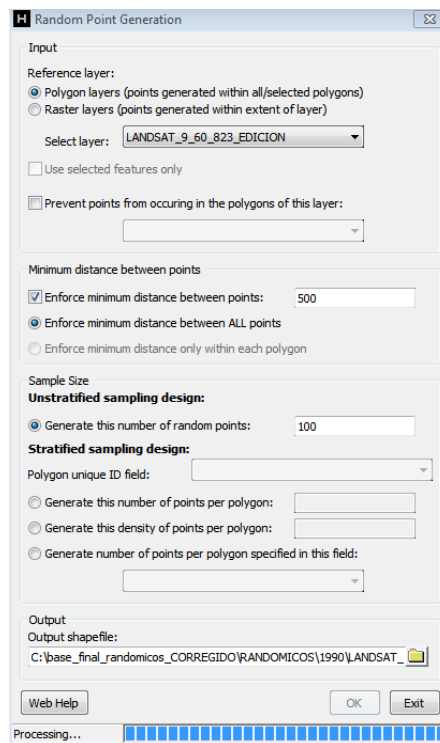 H Random Point Generation
Input
Reference layer:
Polygon layers (points generated within all/selected polygons)
Raster layers (points generated within extent of layer)
Select layer: LANDSAT_9_60_823_EDICION
Use selected features only
Prevent points from occuring in the polygons of this layer:
Minimum distance between points
Enforce minimum distance between points: 500
Enforce minimum distance between ALL points
Enforce minimum distance only within each polygon
Sample Size
Unstratified sampling design:
Generate this number of random points: 100
Stratified sampling design:
Polygon unique ID field:
Generate this number of points per polygon:
Generate this density of points per polygon:
Generate number of points per polygon specified in this field:
Output
Output shapefile:
C:\base_final_randomicos_CORREGIDO\RANDOMICOS\1990\LANDSAT_
Web Help OK Exit
Processing...